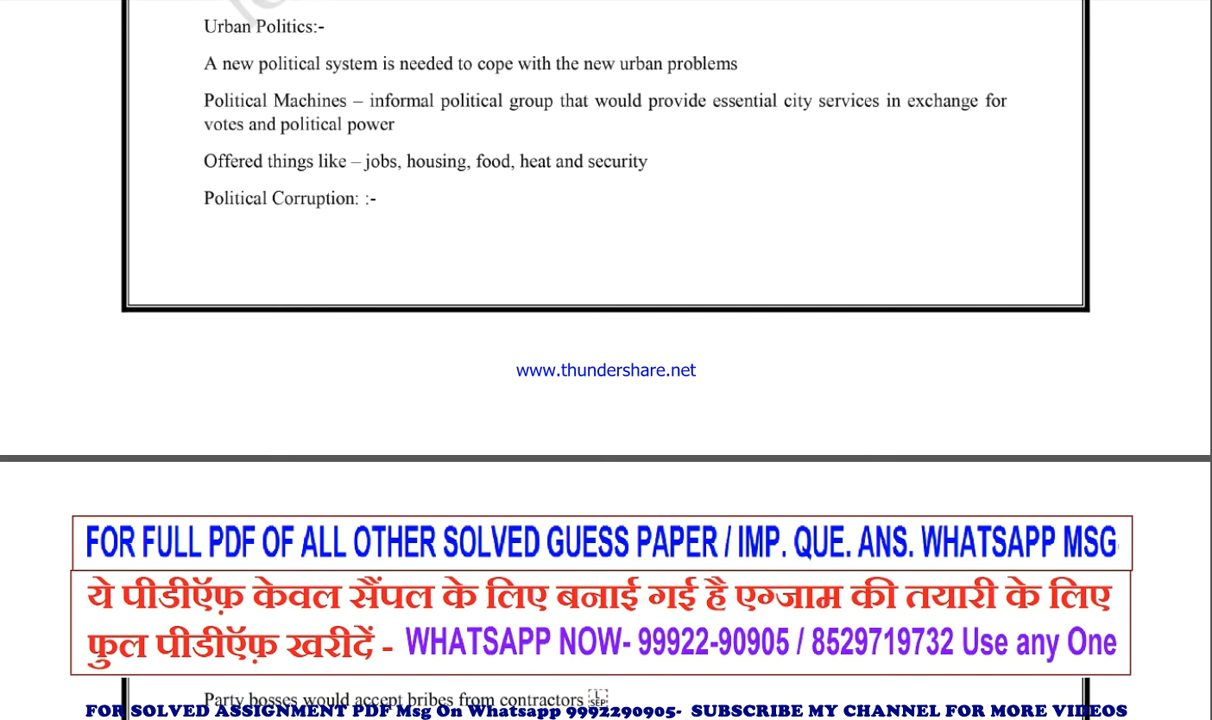 Urban Politics:-
A new political system is needed to cope with the new urban problems
Political Machines – informal political group that would provide essential city services in exchange for
votes and political power
Offered things like – jobs, housing, food, heat and security
Political Corruption: :-
www.thundershare.net
FOR FULL PDF OF ALL OTHER SOLVED GUESS PAPER / IMP. QUE. ANS. WHATSAPP MSG
ये पीडीऍफ़ केवल सैंपल के लिए बनाई गई है एग्जाम की तयारी के लिए
फुल पीडीऍफ़ खरीदें - WHATSAPP NOW- 99922-90905 / 8529719732 Use any One
Party bosses would accept bribes from contractors L SEP
FOR SOLVED ASSIGNMENT PDF Msg On Whatsapp 9992290905- SUBSCRIBE MY CHANNEL FOR MORE VIDEOS